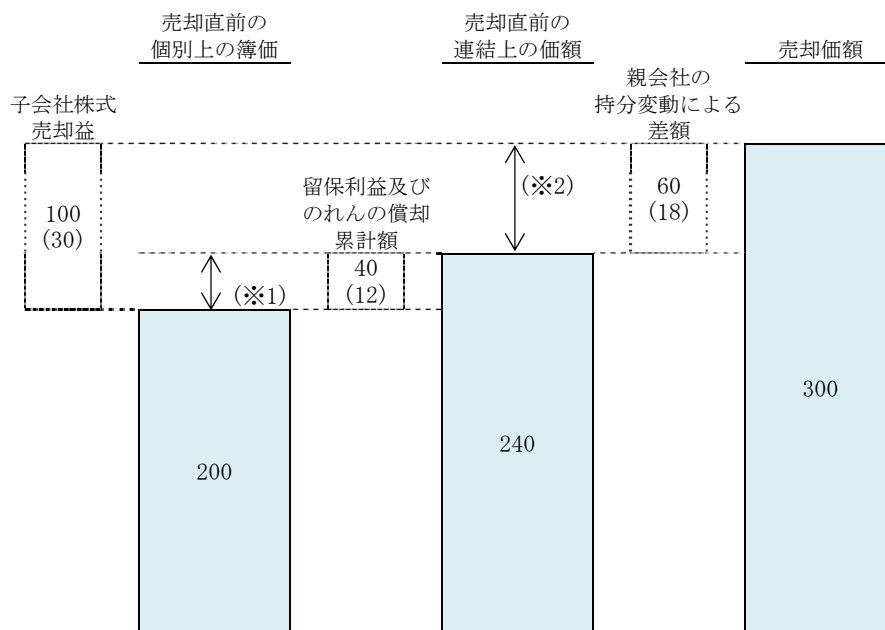 売却直前の
個別上の簿価
売却直前の
連結上の価額
売却価額
子会社株式
売却益
親会社の
持分変動による
差額
100
(30)
留保利益及び
のれんの償却
累計額
(※2)
60
(18)
(※1)
40
(12)
200
240
300